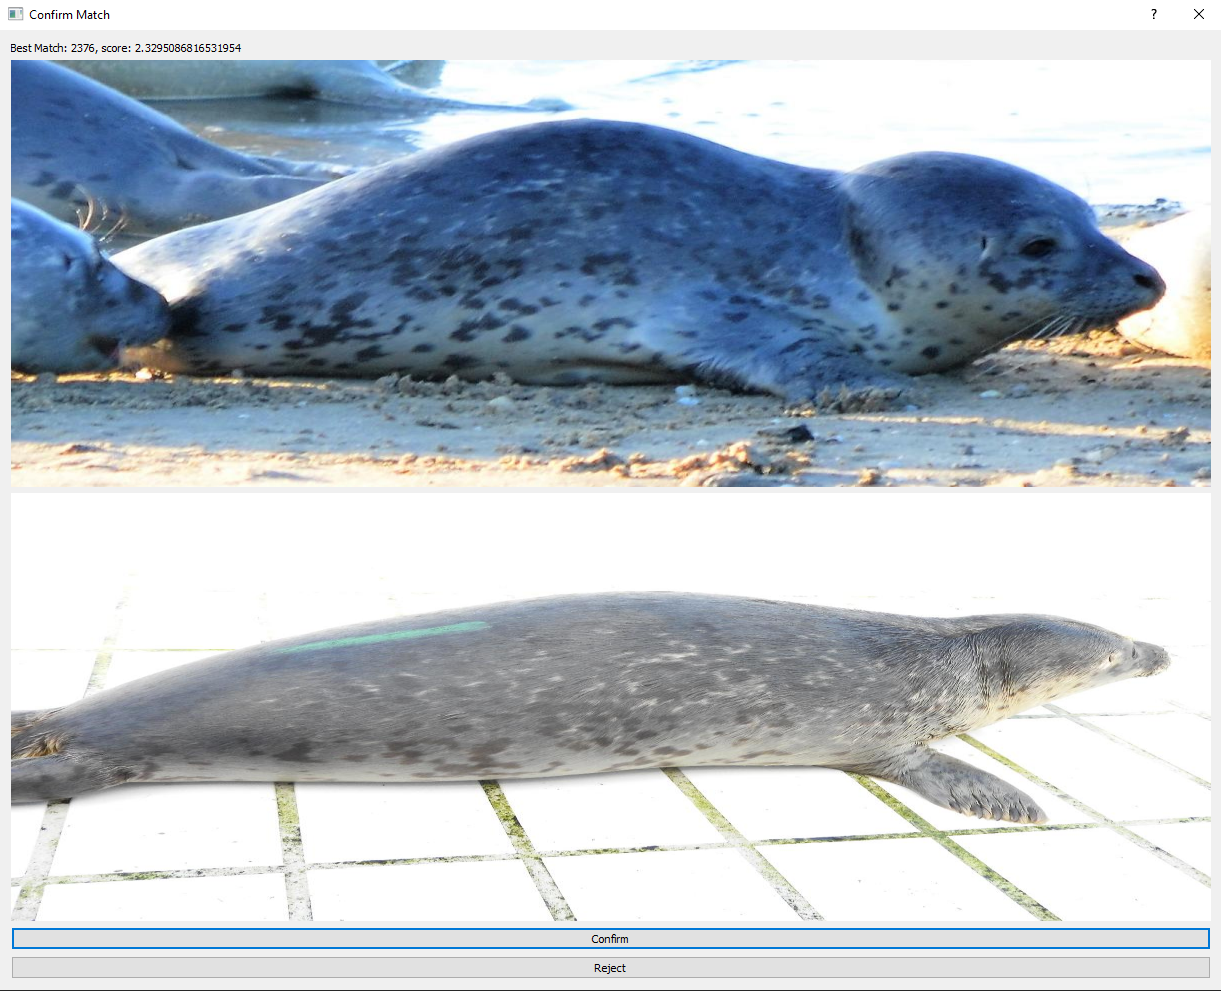 Confirm Match
?
Best Match: 2376, score: 2.3295086816531954
Confirm
Reject